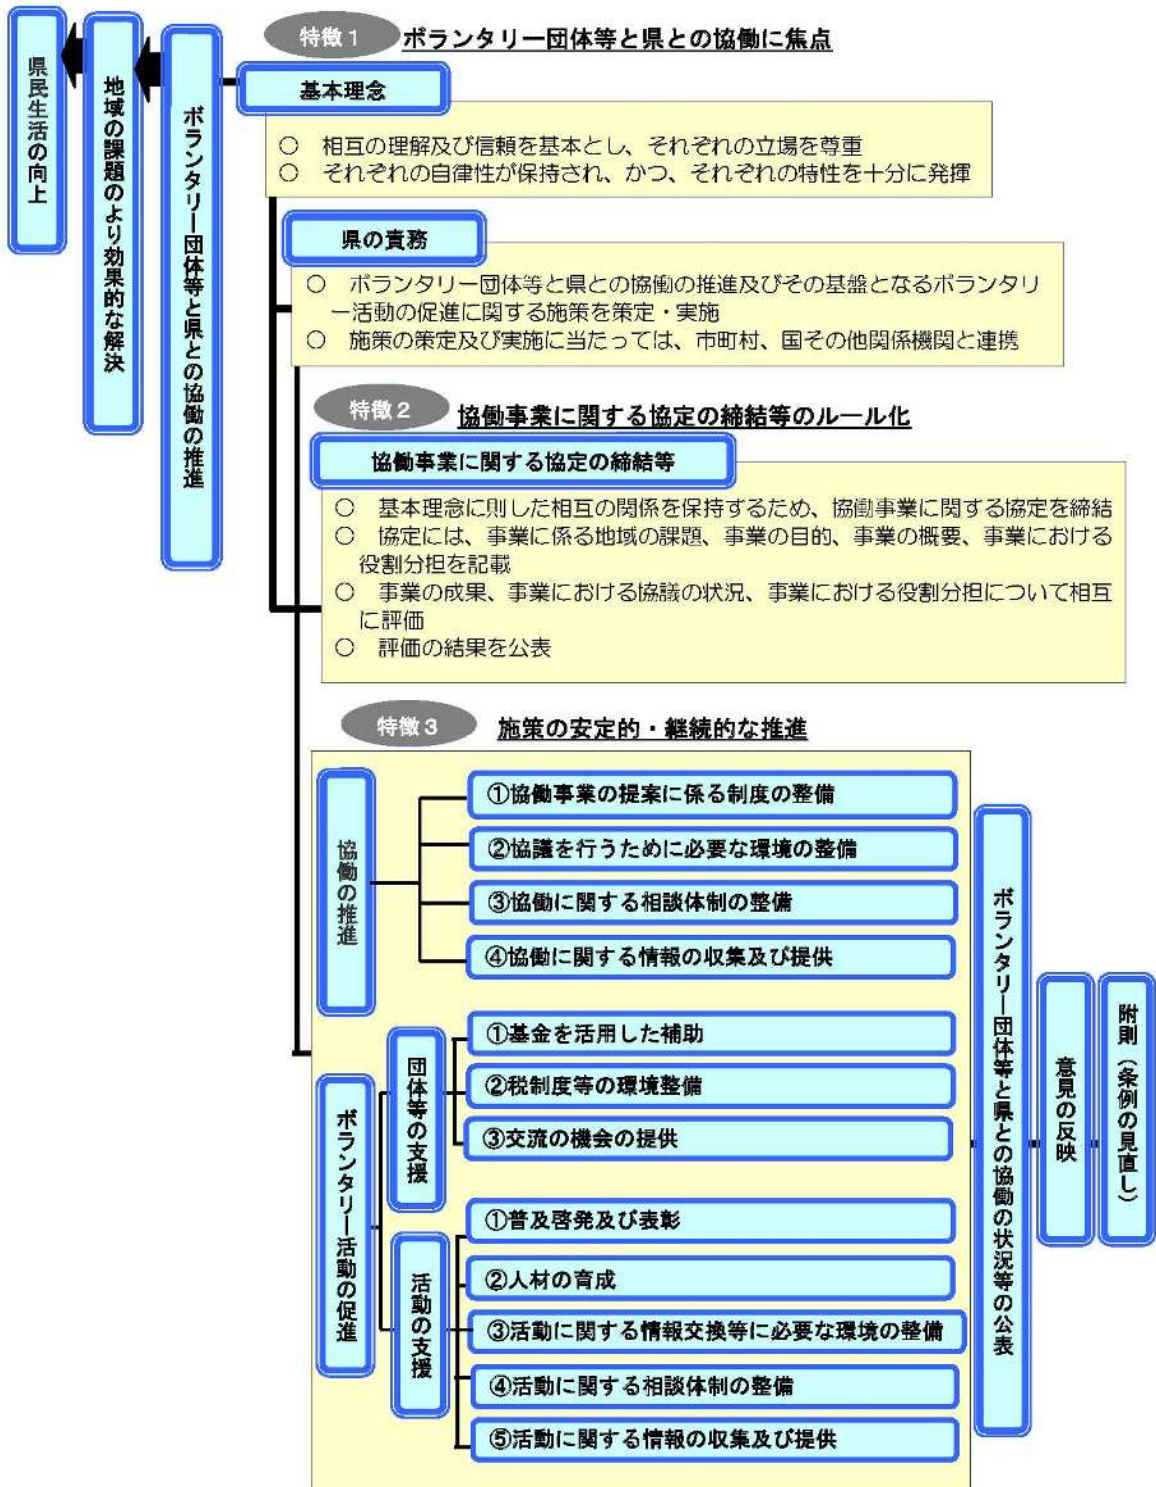 特徴1
ボランタリー団体等と県との協働に焦点
県民生活の向上
地域の課題のより効果的な解決
ボランタリー団体等と県との協働の推進
基本理念
○ 相互の理解及び信頼を基本とし、それぞれの立場を尊重
○ それぞれの自律性が保持され、かつ、それぞれの特性を十分に発揮
県の責務
○ ボランタリー団体等と県との協働の推進及びその基盤となるボランタリ
ー活動の促進に関する施策を策定・実施
○ 施策の策定及び実施に当たっては、市町村、国その他関係機関と連携
特徴2
協働事業に関する協定の締結等のルール化
協働事業に関する協定の締結等
○ 基本理念に則した相互の関係を保持するため、協働事業に関する協定を締結
○ 協定には、事業に係る地域の課題、事業の目的、事業の概要、事業における
役割分担を記載
○ 事業の成果、事業における協議の状況、事業における役割分担について相互
に評価
○ 評価の結果を公表
特徴3
施策の安定的・継続的な推進
協働の推進
①協働事業の提案に係る制度の整備
②協議を行うために必要な環境の整備
③協働に関する相談体制の整備
④協働に関する情報の収集及び提供
ボランタリー活動の促進
団体等の支援
①基金を活用した補助
②税制度等の環境整備
③交流の機会の提供
活動の支援
①普及啓発及び表彰
②人材の育成
③活動に関する情報交換等に必要な環境の整備
④活動に関する相談体制の整備
⑤活動に関する情報の収集及び提供
ボランタリー団体等と県との協働の状況等の公表
意見の反映
附則(条例の見直し)